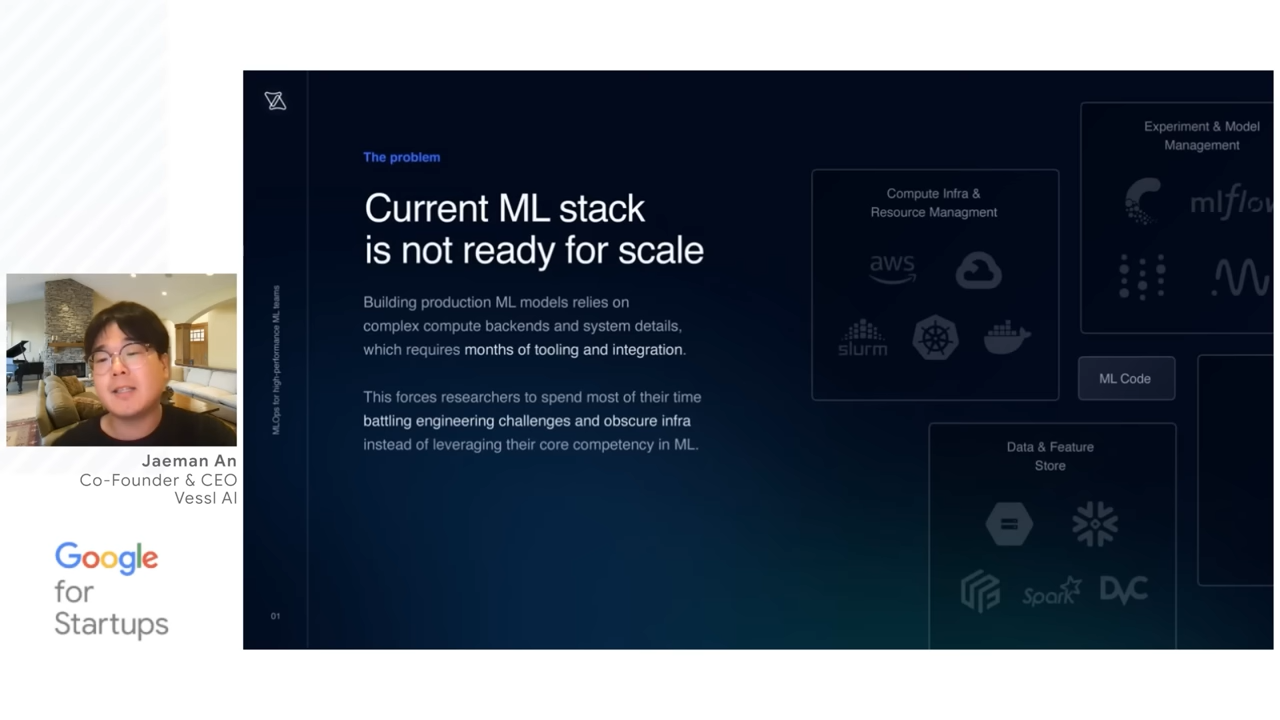 The problem
Current ML stack
is not ready for scale
Building production ML models relies on
complex compute backends and system details,
which requires months of tooling and integration.
This forces researchers to spend most of their time
battling engineering challenges and obscure infra
instead of leveraging their core competency in ML.
MLOps for high-performance ML teams
01
Compute Infra &
Resource Managment
aws
slurm
Experiment & Model
Management
mlflow
ML Code
Data & Feature
Store
Spark
DVC
Jaeman An
Co-Founder & CEO
Vessl AI
Google
for
Startups